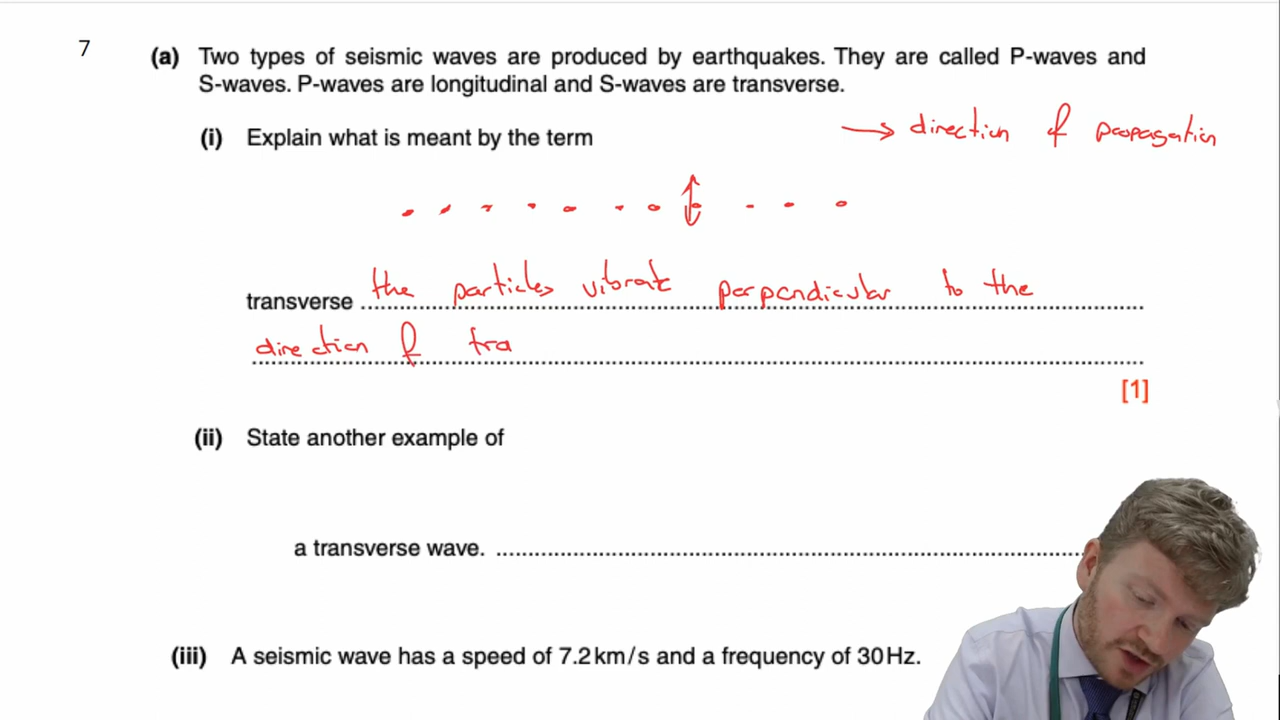 7
(a) Two types of seismic waves are produced by earthquakes. They are called P-waves and
S-waves. P-waves are longitudinal and S-waves are transverse.
→ direction of propagation
(i) Explain what is meant by the term
transverse the particles vibrate perpendicular to the
direction of tra
[1]
(ii) State another example of
a transverse wave.
(iii) A seismic wave has a speed of 7.2 km/s and a frequency of 30 Hz.